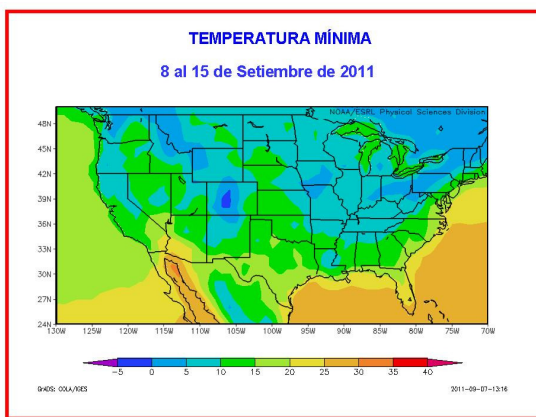 TEMPERATURA MÍNIMA
8 al 15 de Setiembre de 2011
NOAA/ESRL Physical Sciences Division
48N
45N
42N
39N
36N
33N
30N
27N
24N
130W 125W 120W 115W 110W 105W 100W 95W 90W 85W 80W 75W 70W
-5 0 5 10 15 20 25 30 35 40
GrADS: COLA/IGES 2011-09-07-13:16